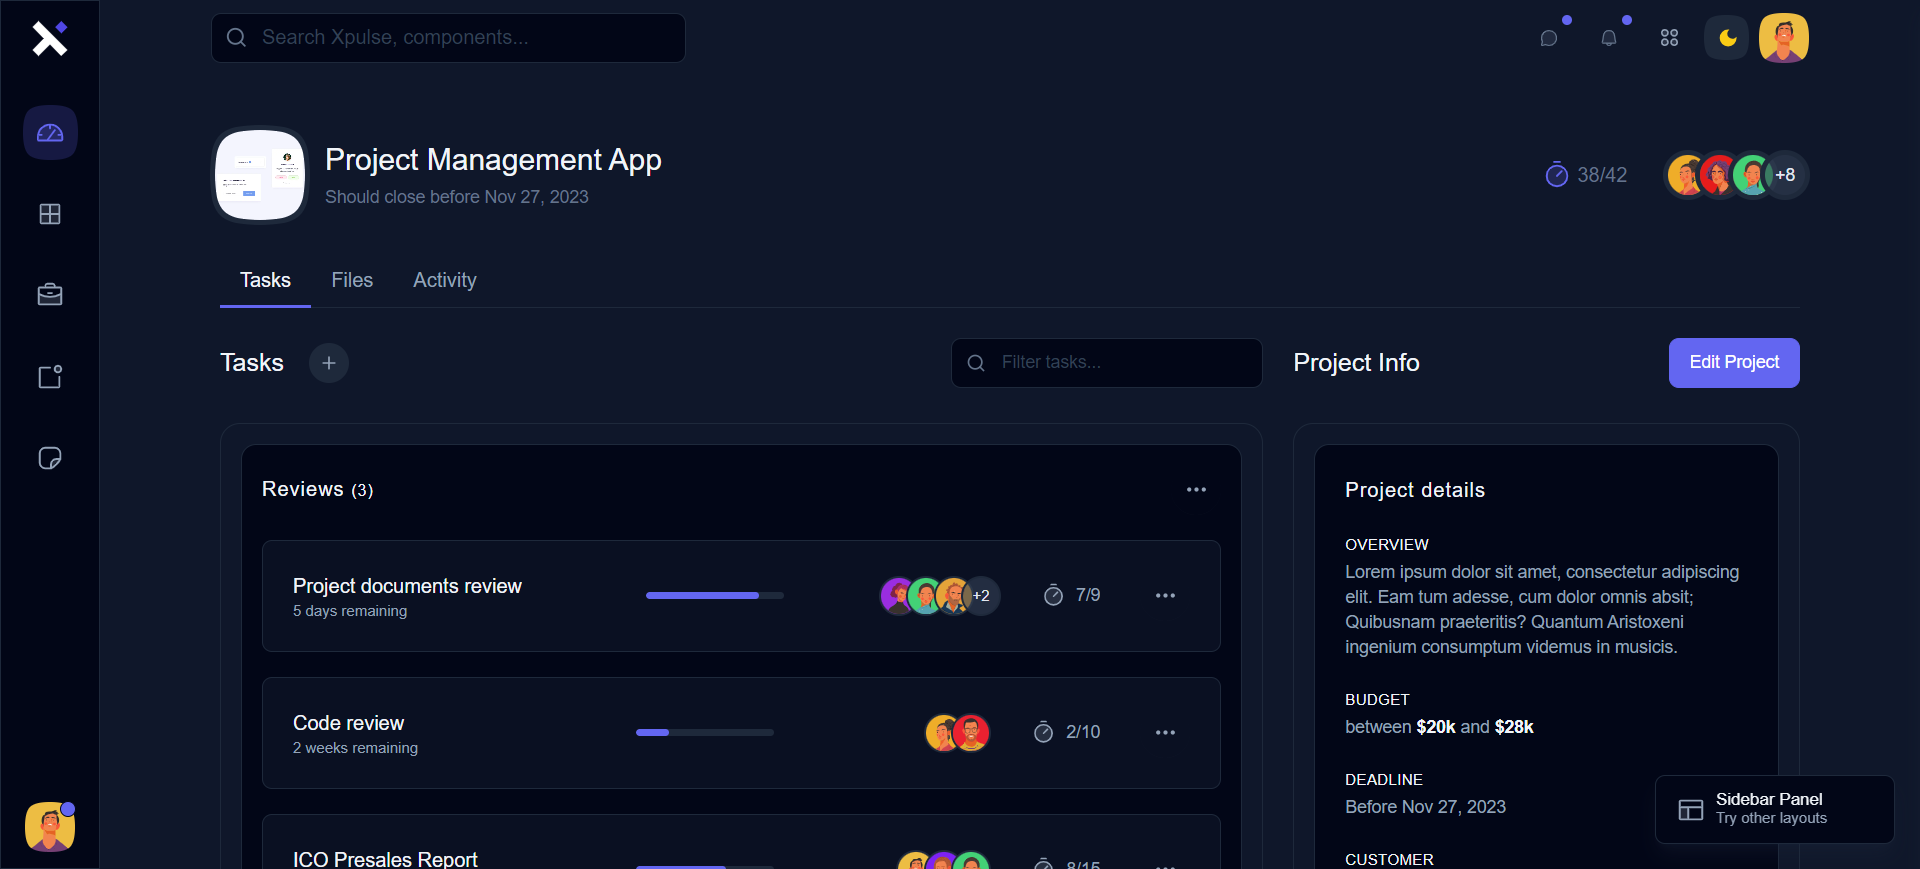 Search Xpulse, components...
Project Management App
Should close before Nov 27, 2023
38/42
+8
Tasks
Files
Activity
Tasks
Filter tasks...
Project Info
Edit Project
Reviews (3)
Project documents review
5 days remaining
+2
7/9
Code review
2 weeks remaining
2/10
ICO Presales Report
8/15
Project details
OVERVIEW
Lorem ipsum dolor sit amet, consectetur adipiscing
elit. Eam tum adesse, cum dolor omnis absit;
Quibusnam praeteritis? Quantum Aristoxeni
ingenium consumptum videmus in musicis.
BUDGET
between $20k and $28k
DEADLINE
Before Nov 27, 2023
CUSTOMER
Sidebar Panel
Try other layouts